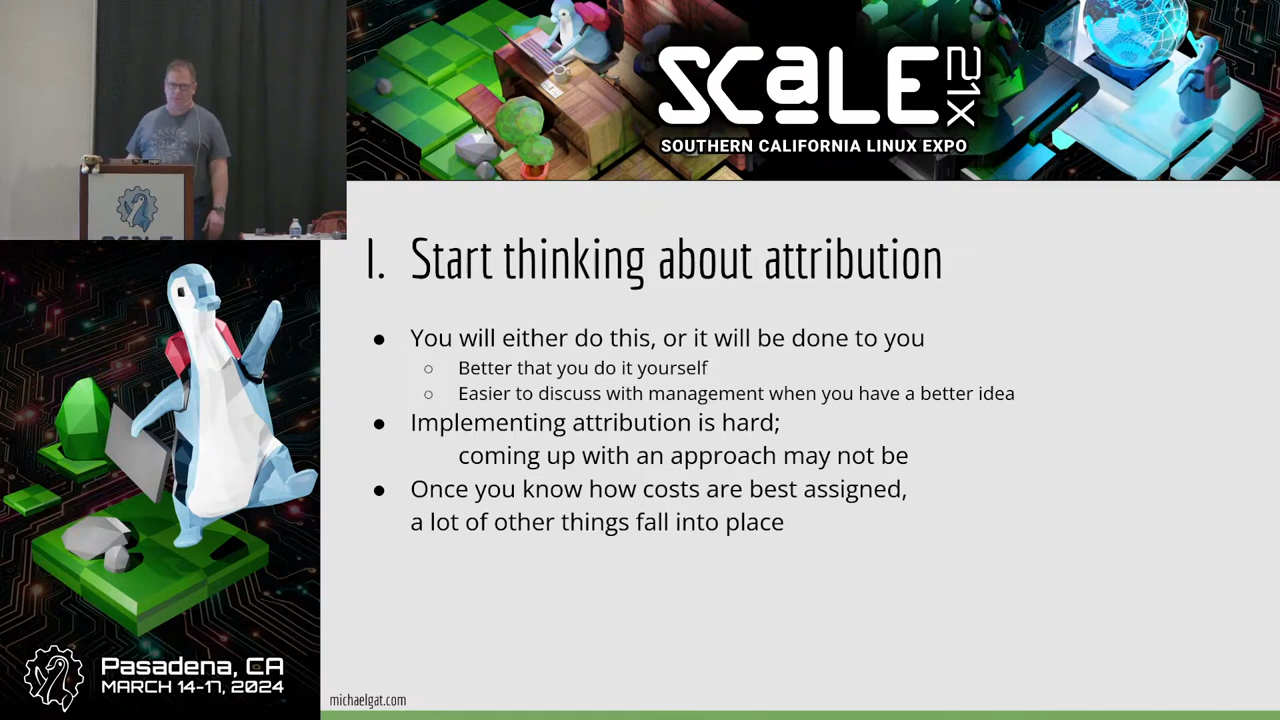 SCALE 21X
SOUTHERN CALIFORNIA LINUX EXPO
SCALE
I. Start thinking about attribution
● You will either do this, or it will be done to you
○ Better that you do it yourself
○ Easier to discuss with management when you have a better idea
● Implementing attribution is hard;
coming up with an approach may not be
● Once you know how costs are best assigned,
a lot of other things fall into place
Pasadena, CA
MARCH 14-17, 2024
michaelgat.com